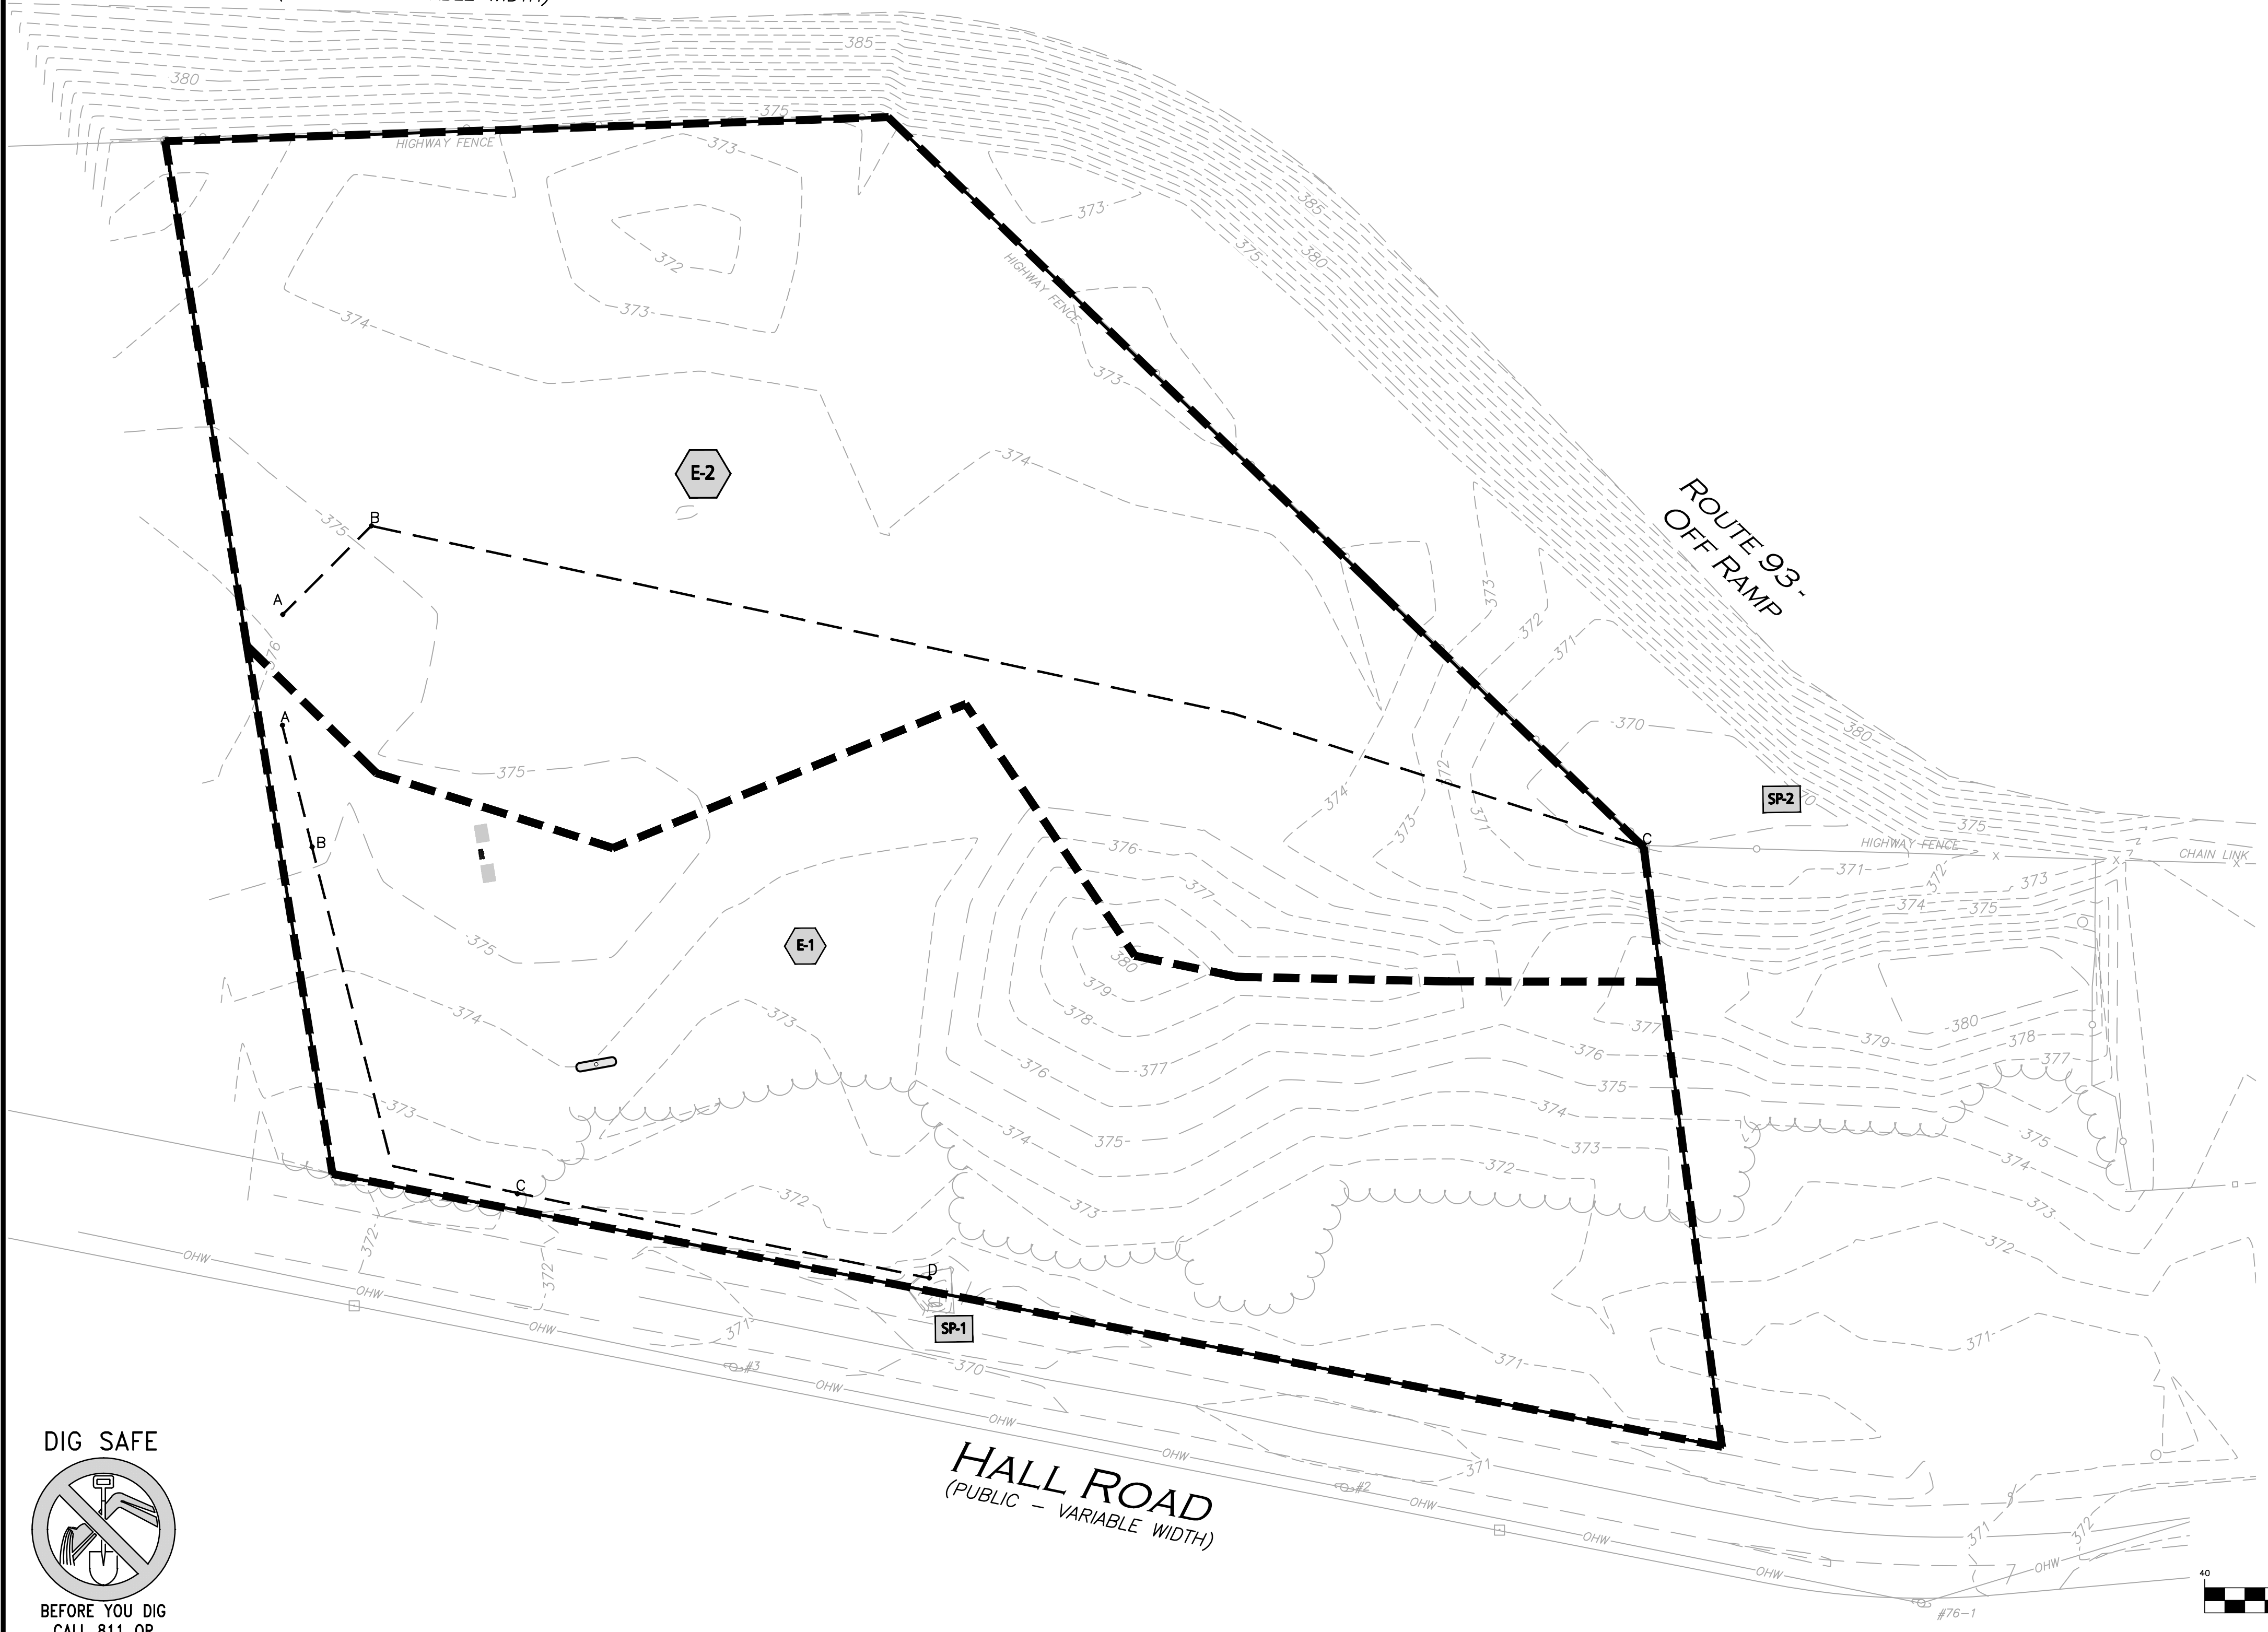 385
380
375
HIGHWAY FENCE
373
373
385
380
375
372
HIGHWAY FENCE
373
374
373
374
E-2
ROUTE 93 -
OFF RAMP
375
B
A
373
372
371
376
A
370
380
375
372
374
SP-2
70
373
371
B
376
C
375
HIGHWAY FENCE
CHAIN LINK
377
371
372
373
374
375
E-1
375
380
379
378
374
373
377
380
378
379
376
376
377
377
375
373
374
375
374
373
372
375
374
C
372
373
373
372
D
372
372
OHW
OHW
OHW
SP-1
371
370
371
371
#3
OHW
OHW
OHW
HALL ROAD
(PUBLIC – VARIABLE WIDTH)
371
#2
OHW
OHW
OHW
OHW
371
372
#76-1
40
DIG SAFE
BEFORE YOU DIG
CALL 811 OR